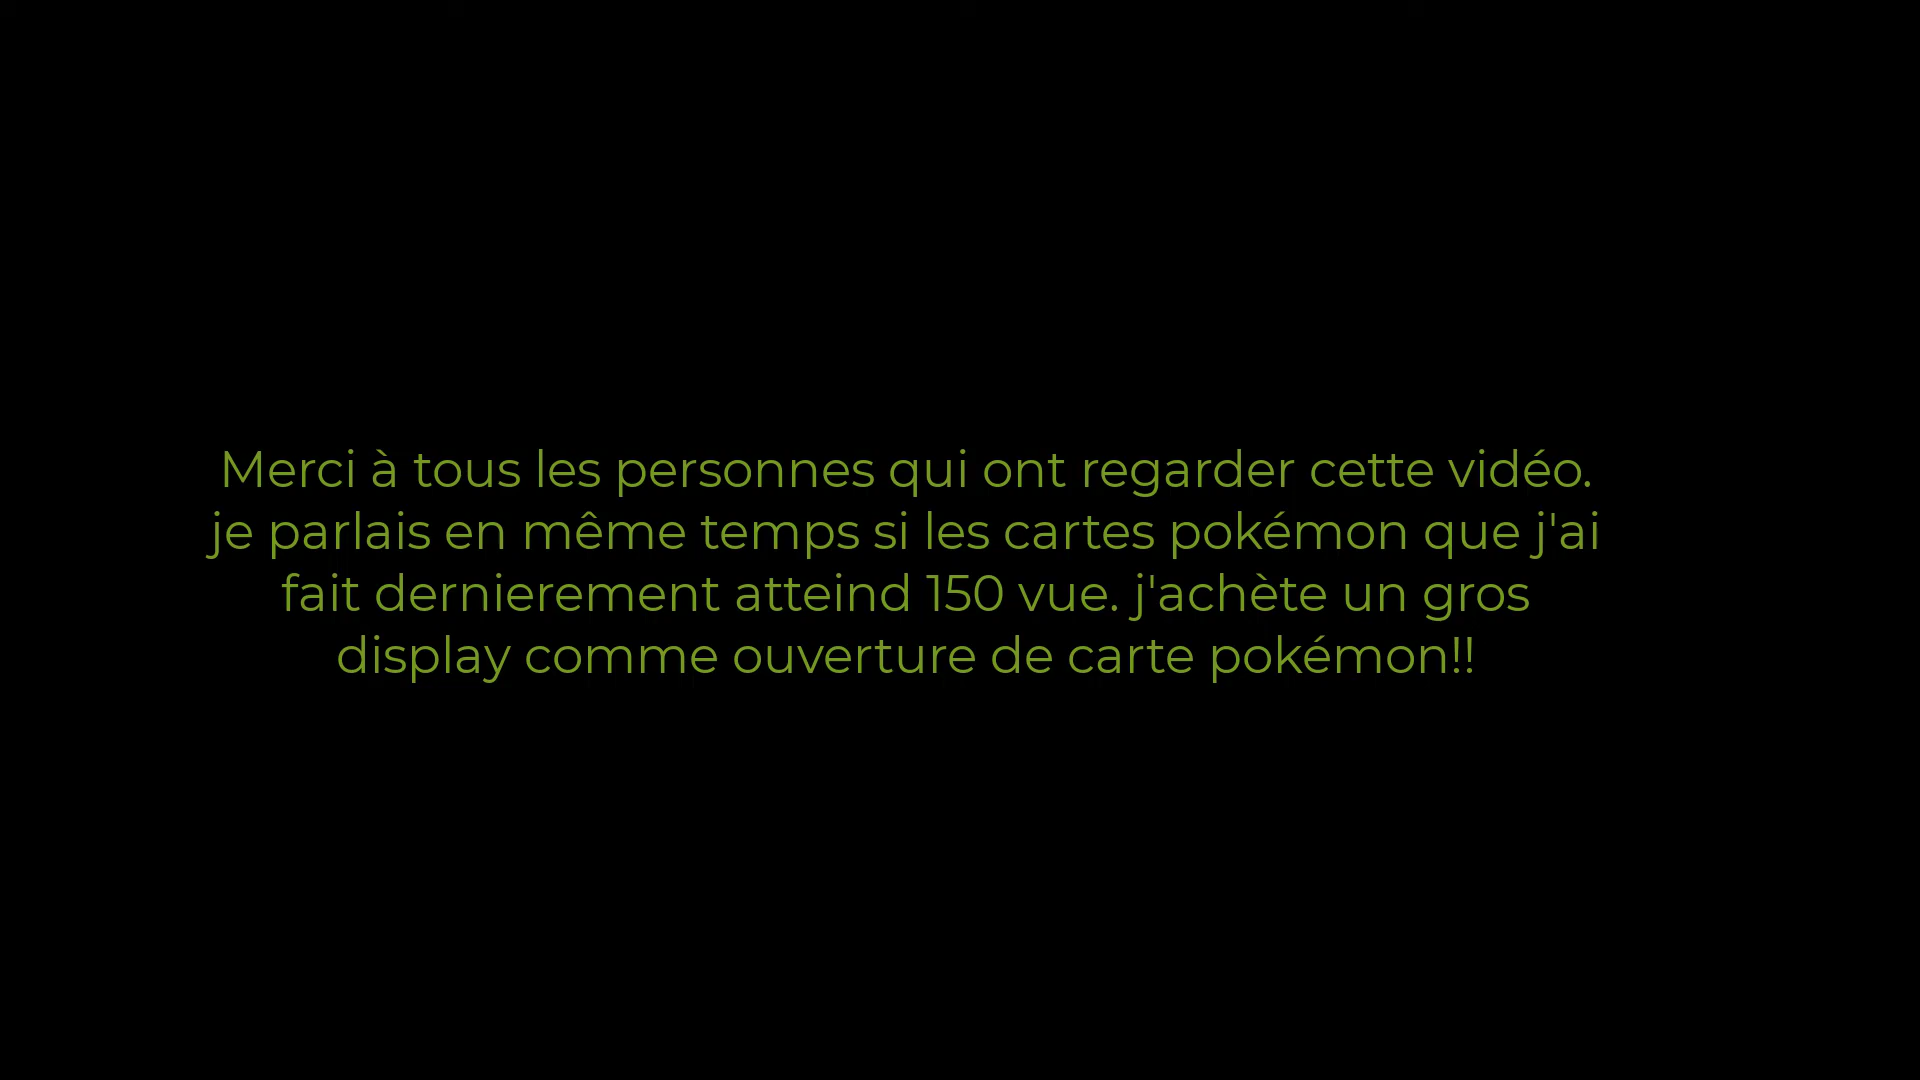 Merci à tous les personnes qui ont regarder cette vidéo.
je parlais en même temps si les cartes pokémon que j'ai
fait dernierement atteind 150 vue. j'achète un gros
display comme ouverture de carte pokémon!!